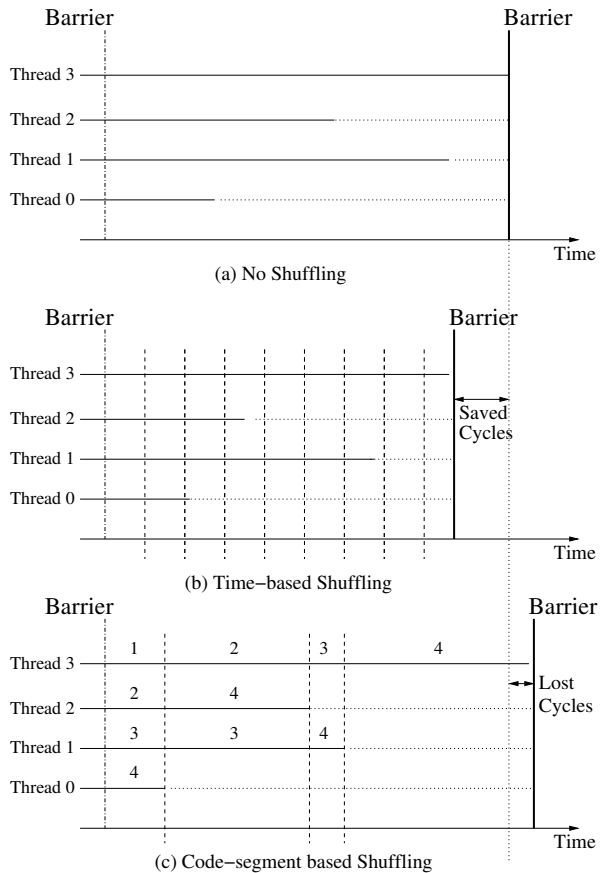 Barrier Barrier
Thread 3
Thread 2
Thread 1
Thread 0
Time
(a) No Shuffling
Barrier Barrier
Thread 3
Thread 2
Saved
Cycles
Thread 1
Thread 0
Time
(b) Time−based Shuffling
Barrier Barrier
1 2 3 4
Thread 3
Lost
Cycles
2 4
Thread 2
3 3 4
Thread 1
4
Thread 0
Time
(c) Code−segment based Shuffling